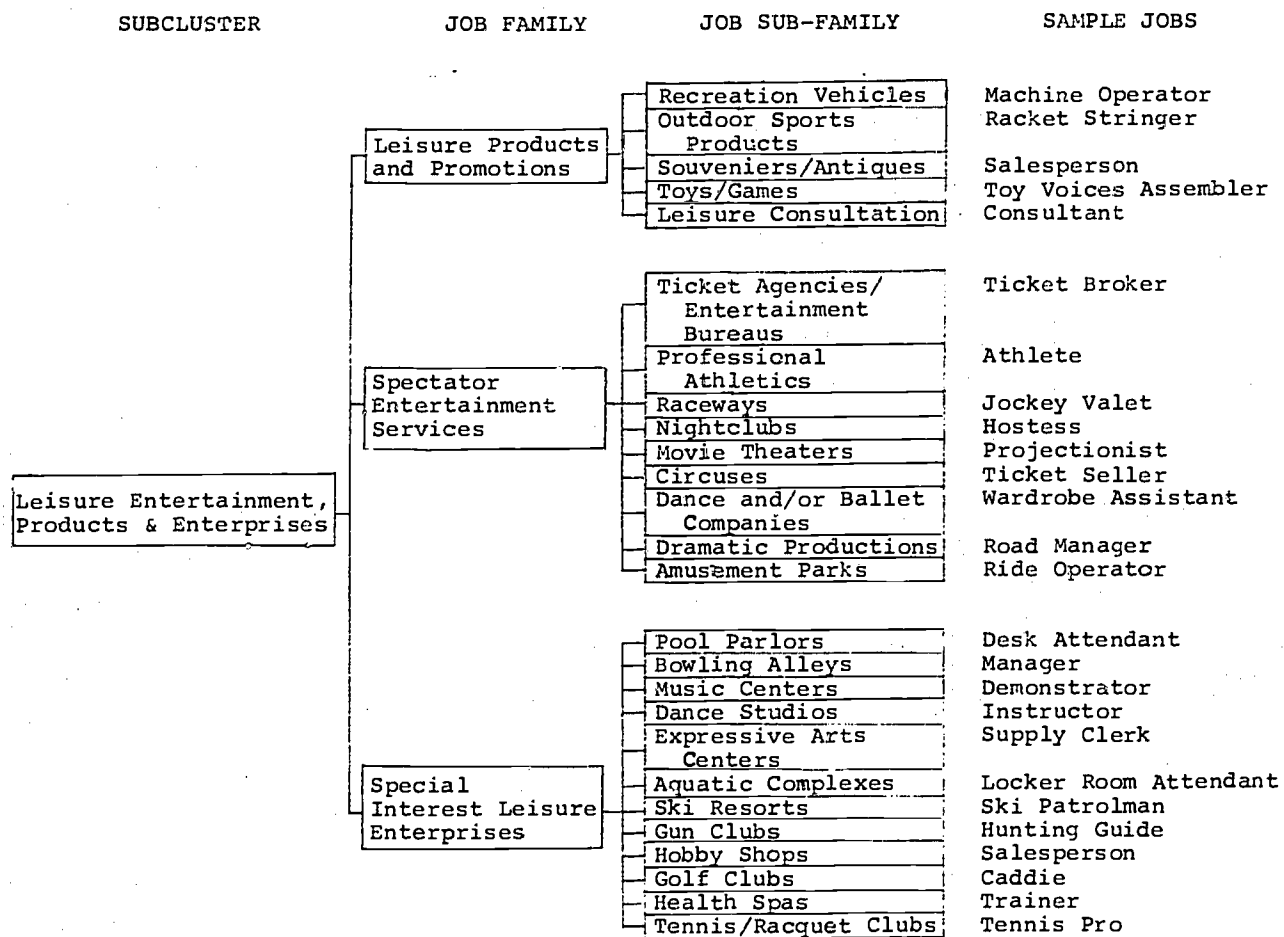 SUBCLUSTER JOB FAMILY JOB SUB-FAMILY SAMPLE JOBS
Recreation Vehicles Machine Operator
Outdoor Sports Racket Stringer
Products
Leisure Products
and Promotions
Souveniers/Antiques Salesperson
Toys/Games Toy Voices Assembler
Leisure Consultation Consultant
Ticket Agencies/ Ticket Broker
Entertainment
Bureaus
Professional Athlete
Athletics
Spectator
Entertainment
Services
Raceways Jockey Valet
Nightclubs Hostess
Movie Theaters Projectionist
Circuses Ticket Seller
Dance and/or Ballet Wardrobe Assistant
Companies
Dramatic Productions Road Manager
Amusement Parks Ride Operator
Leisure Entertainment,
Products & Enterprises
Pool Parlors Desk Attendant
Bowling Alleys Manager
Music Centers Demonstrator
Dance Studios Instructor
Expressive Arts Supply Clerk
Centers
Special
Interest Leisure
Enterprises
Aquatic Complexes Locker Room Attendant
Ski Resorts Ski Patrolman
Gun Clubs Hunting Guide
Hobby Shops Salesperson
Golf Clubs Caddie
Health Spas Trainer
Tennis/Racquet Clubs Tennis Pro